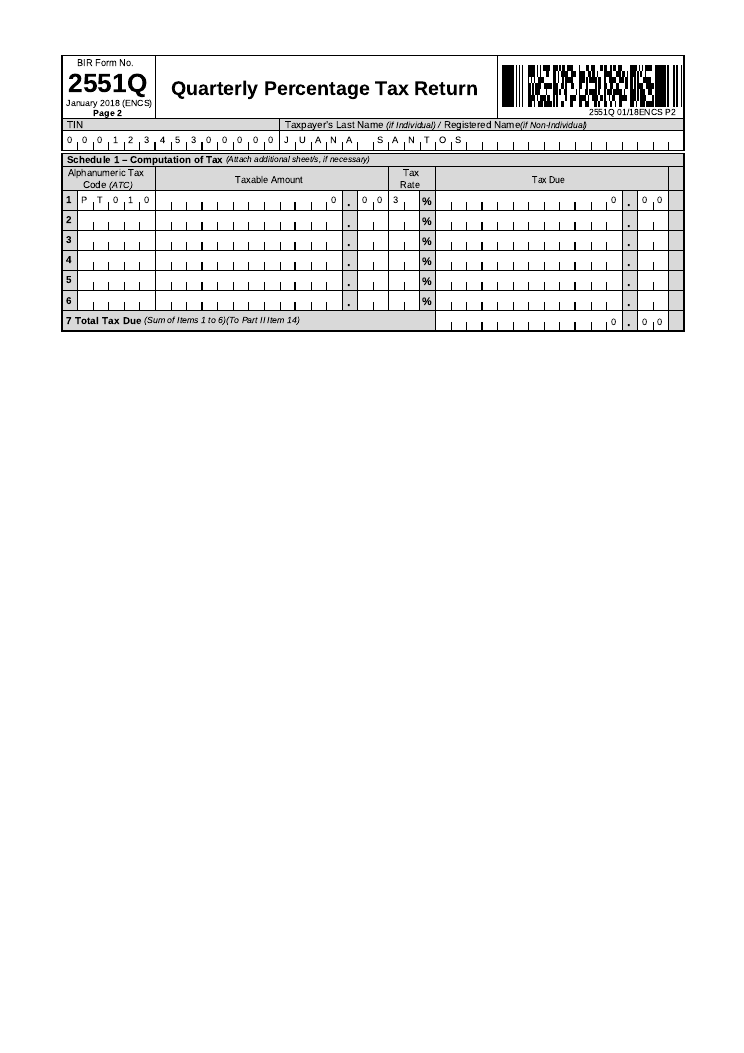 BIR Form No.
2551Q
January 2018 (ENCS)
Page 2
Quarterly Percentage Tax Return
2551Q 01/18ENCS P2
TIN Taxpayer's Last Name (if Individual) / Registered Name(if Non-Individual)
0 0 0 1 2 3 4 5 3 0 0 0 0 0 J U A N A S A N T O S
Schedule 1 – Computation of Tax (Attach additional sheet/s, if necessary)
Alphanumeric Tax Code (ATC) Taxable Amount Tax Rate Tax Due
1 P T 0 1 0 0 . 0 0 3 % 0 . 0 0
2 . % .
3 . % .
4 . % .
5 . % .
6 . % .
7 Total Tax Due (Sum of Items 1 to 6)(To Part II Item 14) 0 . 0 0